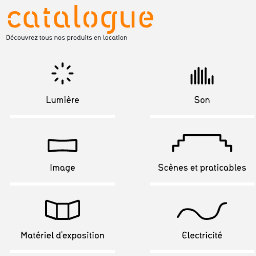 catalogue
Découvrez tous nos produits en location
Lumière
Son
Image
Scènes et praticables
Matériel d'exposition
Electricité